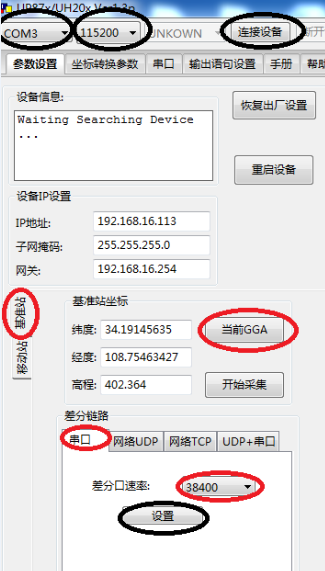 UP87x/UH20x Ver1.3n
COM3 115200 UNKOWN 连接设备 断开
参数设置 坐标转换参数 串口 输出语句设置 手册 帮助
设备信息:
Waiting Searching Device
...
恢复出厂设置
重启设备
设备IP设置
IP地址: 192.168.16.113
子网掩码: 255.255.255.0
网关: 192.168.16.254
基准站
移动站
基准站坐标
纬度: 34.19145635 当前GGA
经度: 108.75463427
高程: 402.364 开始采集
差分链路
串口 网络UDP 网络TCP UDP+串口
差分口速率: 38400
设置